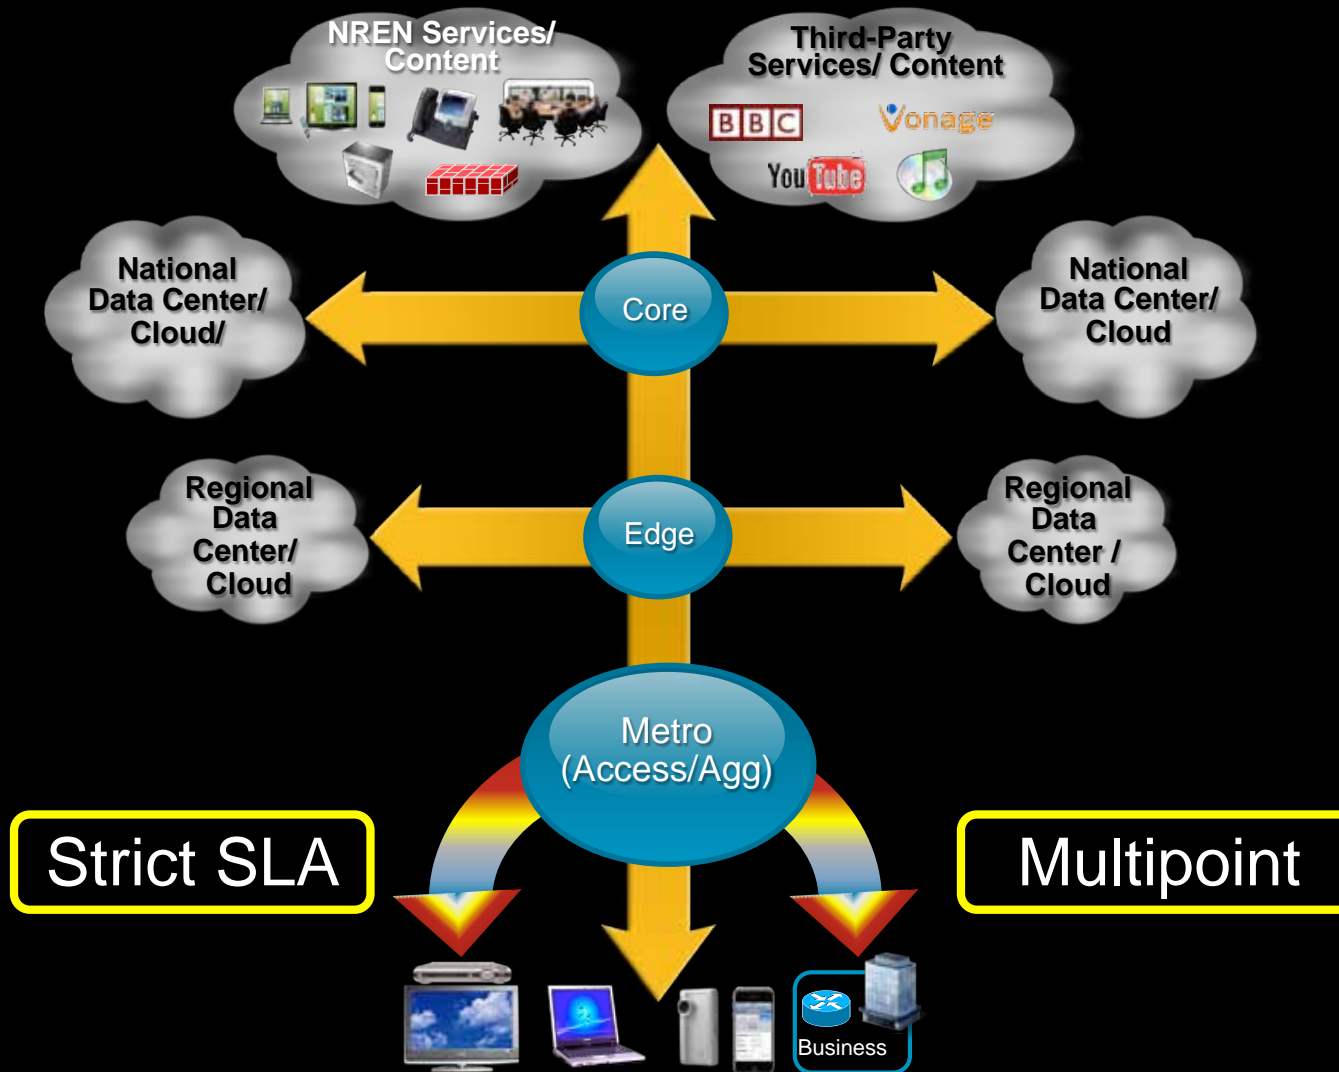 NREN Services/
Content
Third-Party
Services/ Content
BBC
Vonage
YouTube
National
Data Center/
Cloud/
Core
National
Data Center/
Cloud
Regional
Data
Center/
Cloud
Edge
Regional
Data
Center /
Cloud
Metro
(Access/Agg)
Strict SLA
Multipoint
Business